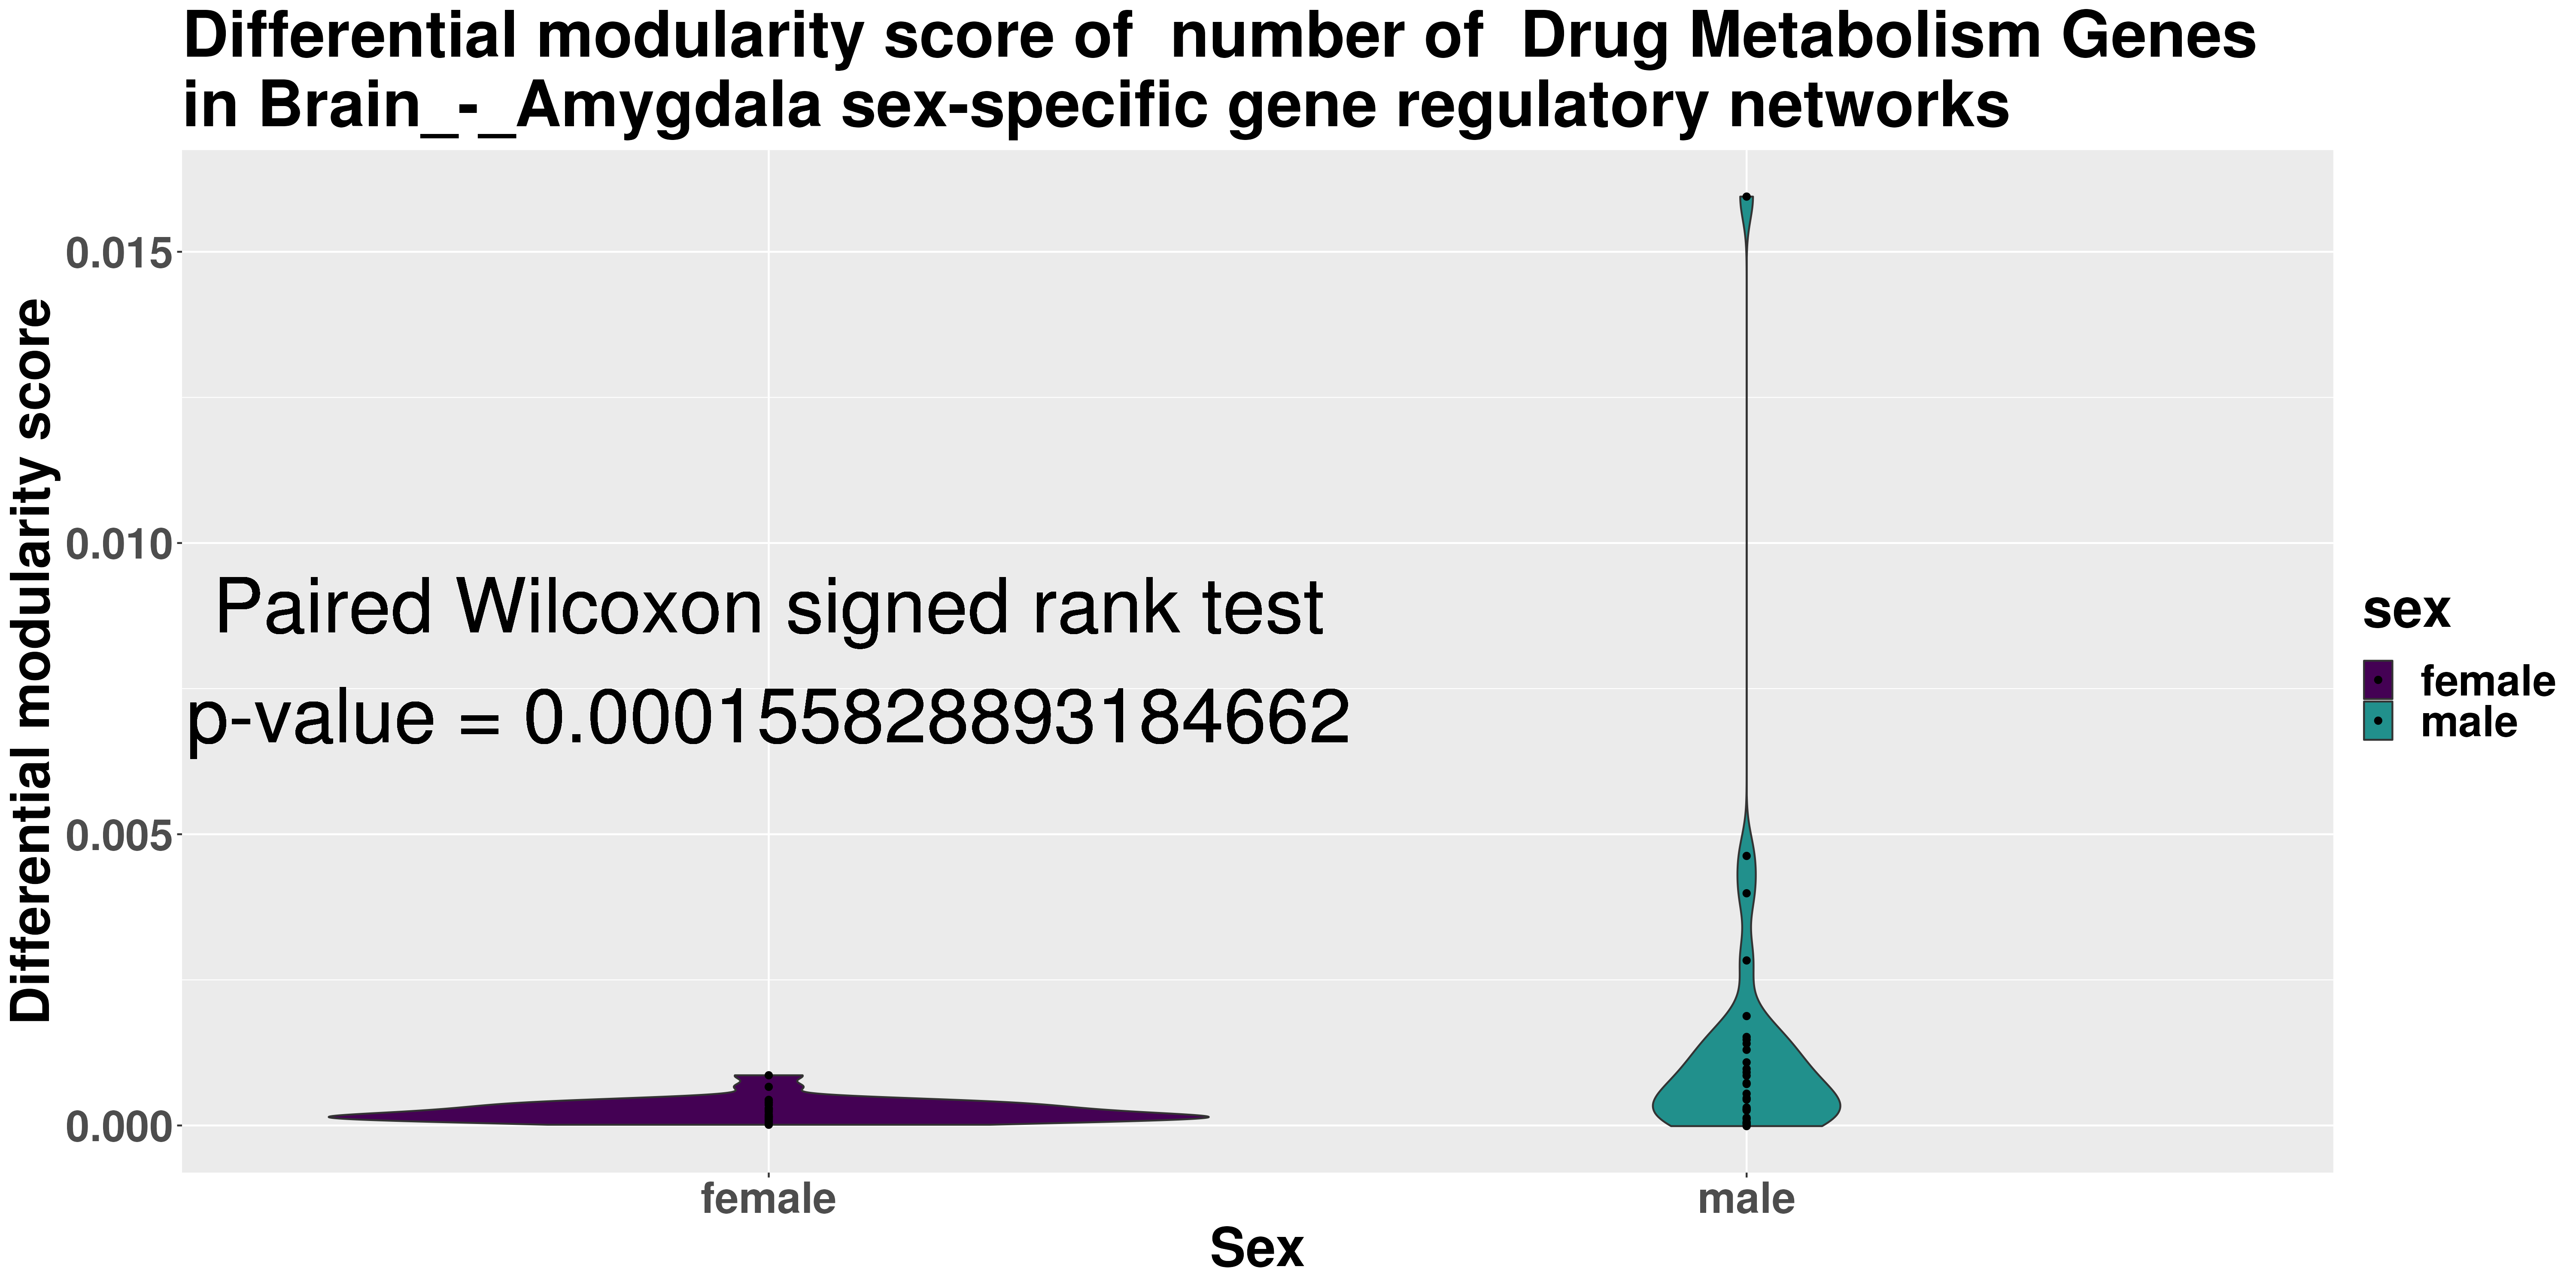 Differential modularity score of  number of  Drug Metabolism Genes
in Brain_-_Amygdala sex-specific gene regulatory networks
Differential modularity score
0.015
0.010
0.005
0.000
Paired Wilcoxon signed rank test
p-value = 0.000155828893184662
female
male
Sex
sex
female
male